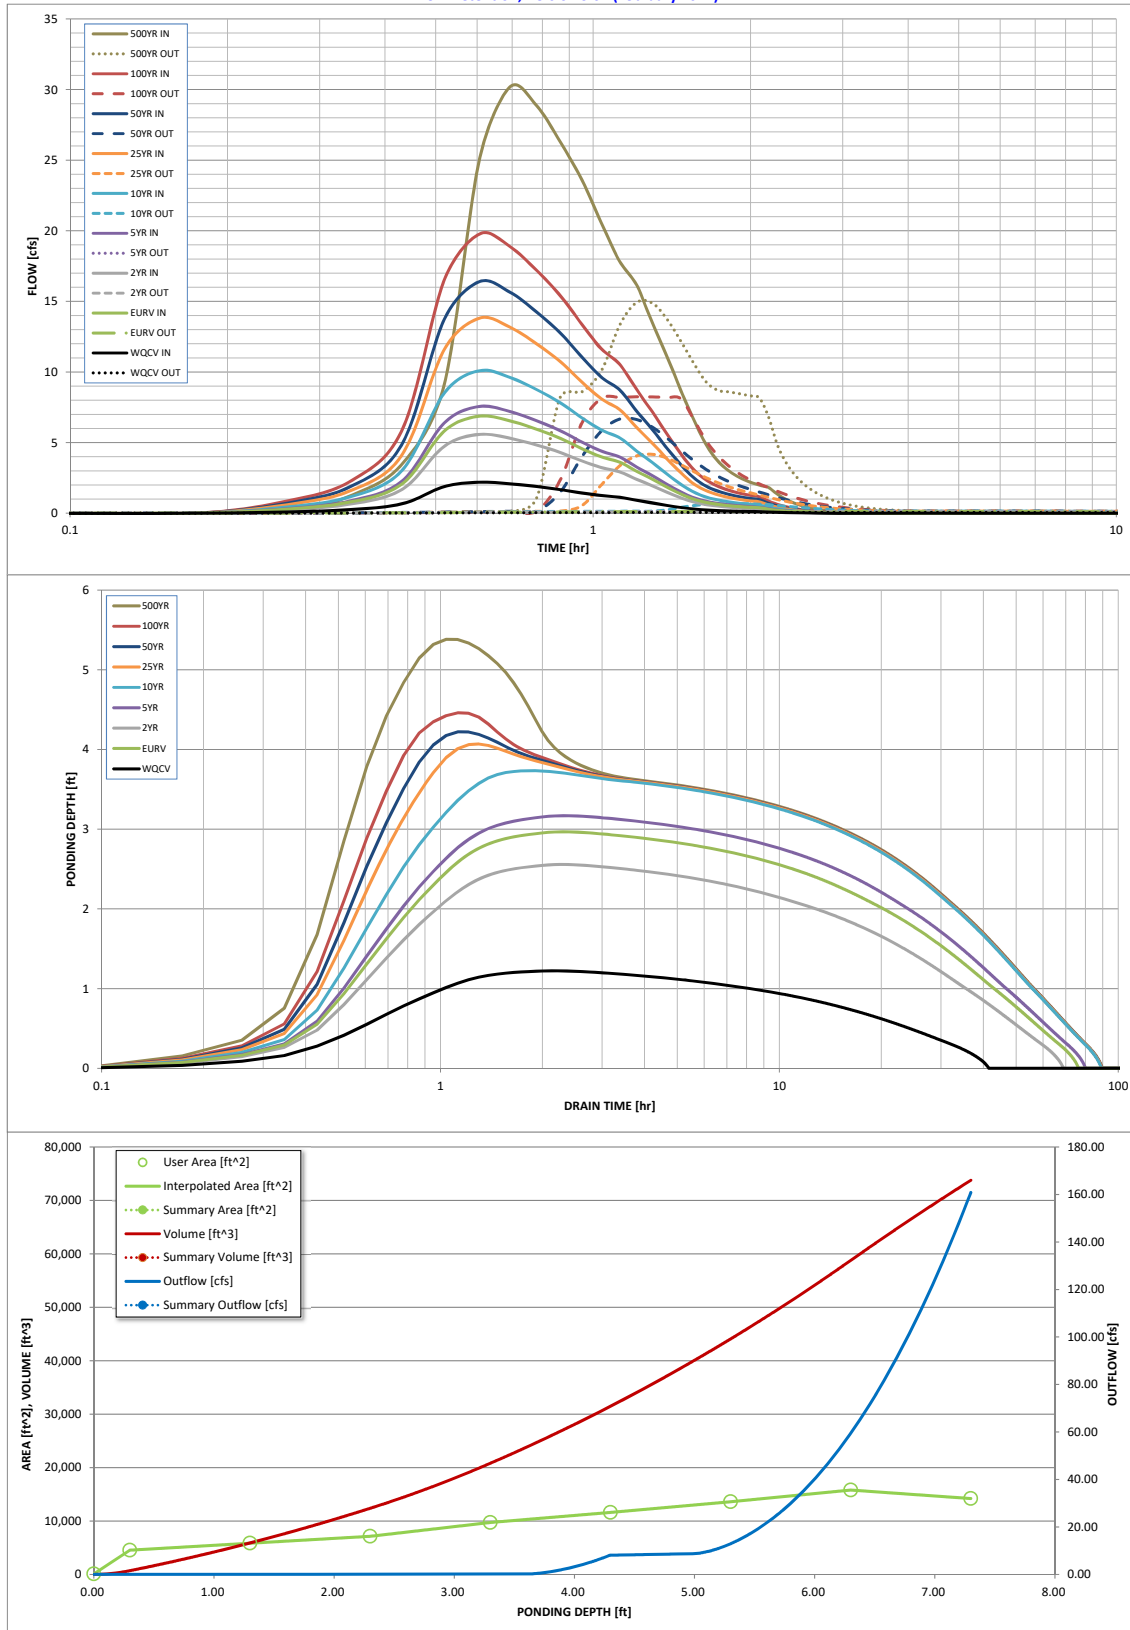 35
30
25
20
15
10
5
0
FLOW [cfs]
500YR IN
500YR OUT
100YR IN
100YR OUT
50YR IN
50YR OUT
25YR IN
25YR OUT
10YR IN
10YR OUT
5YR IN
5YR OUT
2YR IN
2YR OUT
EURV IN
EURV OUT
WQCV IN
WQCV OUT
0.1 1 10
TIME [hr]
6
5
4
3
2
1
0
PONDING DEPTH [ft]
500YR
100YR
50YR
25YR
10YR
5YR
2YR
EURV
WQCV
0.1 1 10 100
DRAIN TIME [hr]
80,000
70,000
60,000
50,000
40,000
30,000
20,000
10,000
0
AREA [ft^2], VOLUME [ft^3]
User Area [ft^2]
Interpolated Area [ft^2]
Summary Area [ft^2]
Volume [ft^3]
Summary Volume [ft^3]
Outflow [cfs]
Summary Outflow [cfs]
180.00
160.00
140.00
120.00
100.00
80.00
60.00
40.00
20.00
0.00
OUTFLOW [cfs]
0.00 1.00 2.00 3.00 4.00 5.00 6.00 7.00 8.00
PONDING DEPTH [ft]